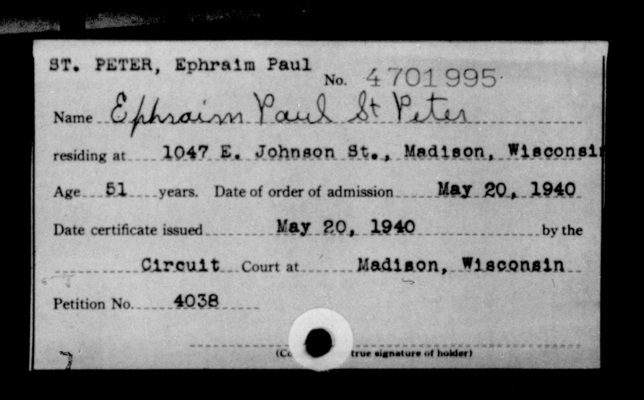 ST. PETER, Ephraim Paul
No. 4701995
Name Ephraim Paul St Peter
residing at 1047 E. Johnson St., Madison, Wisconsin
Age 51 years. Date of order of admission May 20, 1940
Date certificate issued May 20, 1940 by the
Circuit Court at Madison, Wisconsin
Petition No. 4038
true signature of holder)